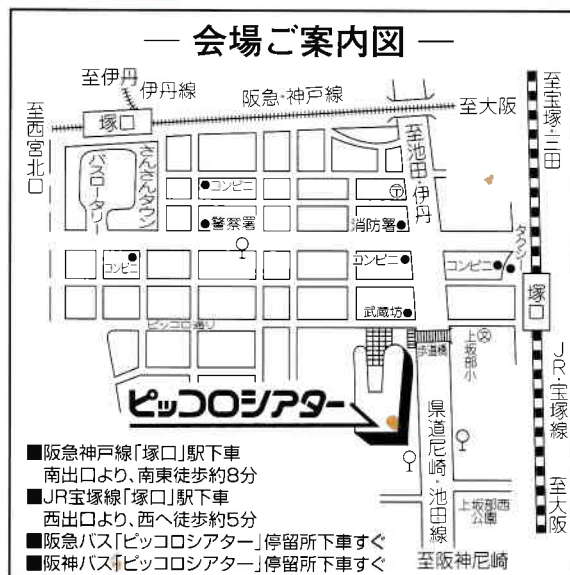 ― 会場ご案内図 ―
至伊丹
伊丹線
阪急・神戸線
至大阪
至西宮北口
塚口
至宝塚・三田
バスロータリー
さんさんタウン
コンビニ
至池田・伊丹
〒
警察署
消防署
タクシー
コンビニ
コンビニ
コンビニ
塚口
武蔵坊
ピッコロ通り
歩道橋
文
上坂部小
JR・宝塚線
ピッコロシアター
県道尼崎・池田線
■阪急神戸線「塚口」駅下車
南出口より、南東徒歩約8分
■JR宝塚線「塚口」駅下車
西出口より、西へ徒歩約5分
上坂部西公園
至大阪
■阪急バス「ピッコロシアター」停留所下車すぐ
■阪神バス「ピッコロシアター」停留所下車すぐ
至阪神尼崎